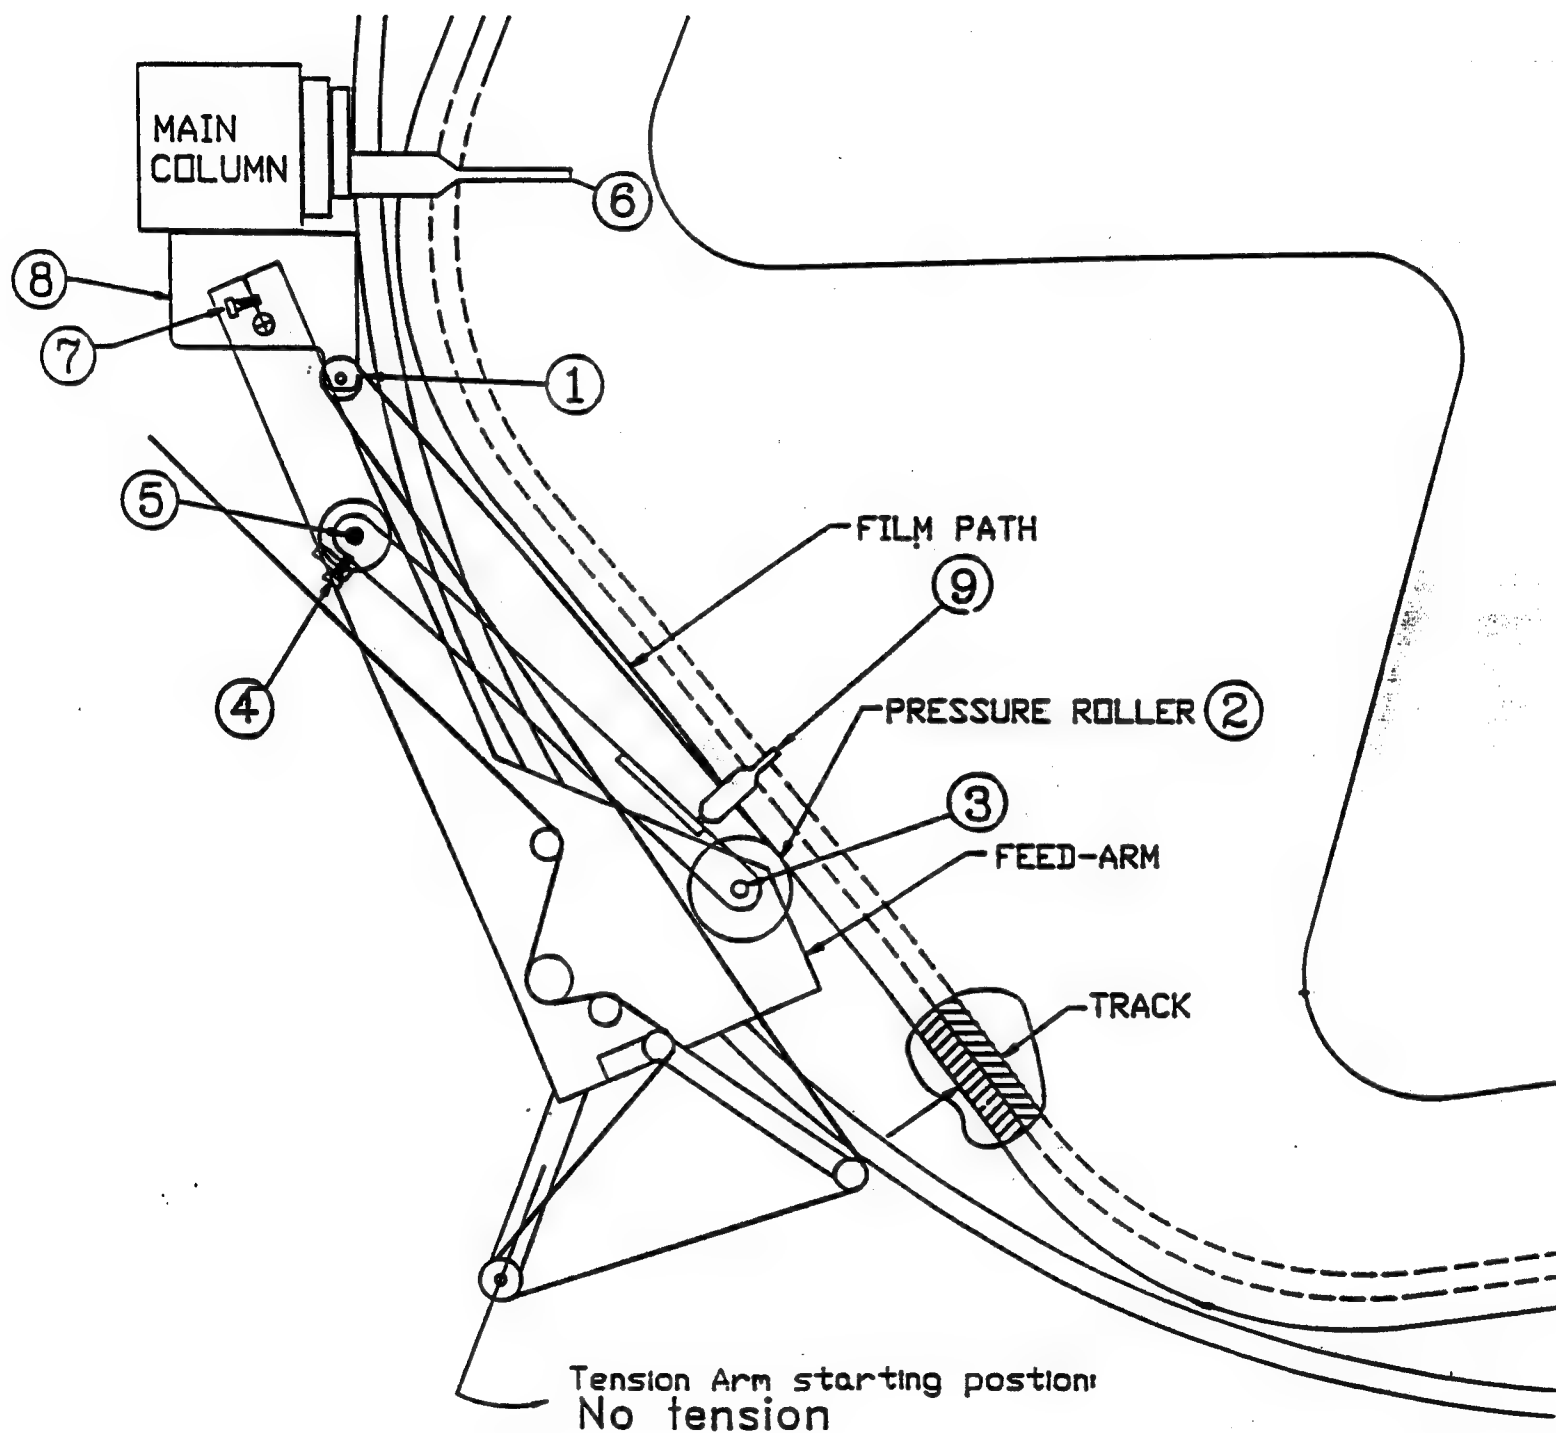 MAIN
COLUMN
6
8
7
1
5
FILM PATH
9
4
PRESSURE ROLLER 2
3
FEED-ARM
TRACK
Tension Arm starting postion:
No tension